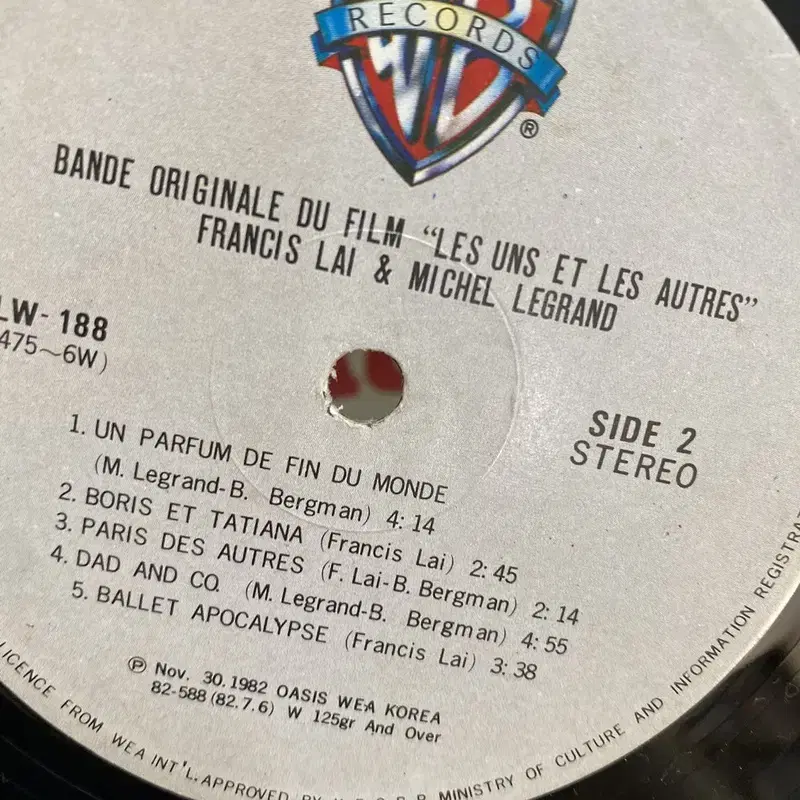 RECORDS
WB
®
BANDE ORIGINALE DU FILM “LES UNS ET LES AUTRES”
FRANCIS LAI & MICHEL LEGRAND
LW-188
475~6W)
SIDE 2
STEREO
1. UN PARFUM DE FIN DU MONDE
(M. Legrand-B. Bergman) 4:14
2. BORIS ET TATIANA (Francis Lai) 2:45
3. PARIS DES AUTRES (F. Lai-B. Bergman) 2:14
4. DAD AND CO. (M. Legrand-B. Bergman) 4:55
5. BALLET APOCALYPSE (Francis Lai) 3:38
Ⓟ Nov. 30. 1982 OASIS WEA KOREA
82-588 (82.7.6) W 125gr And Over
LICENCE FROM WEA INT'L. APPROVED MINISTRY OF CULTURE AND INFORMATION